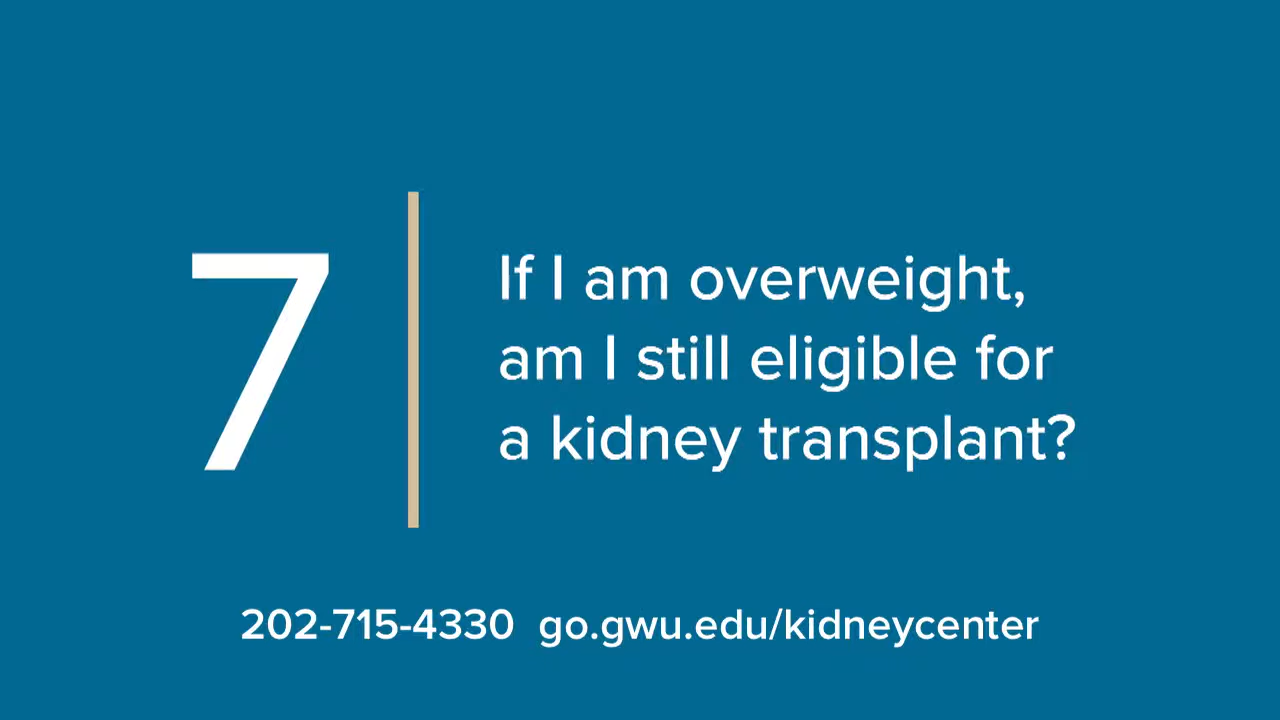 7
If I am overweight,
am I still eligible for
a kidney transplant?
202-715-4330 go.gwu.edu/kidneycenter